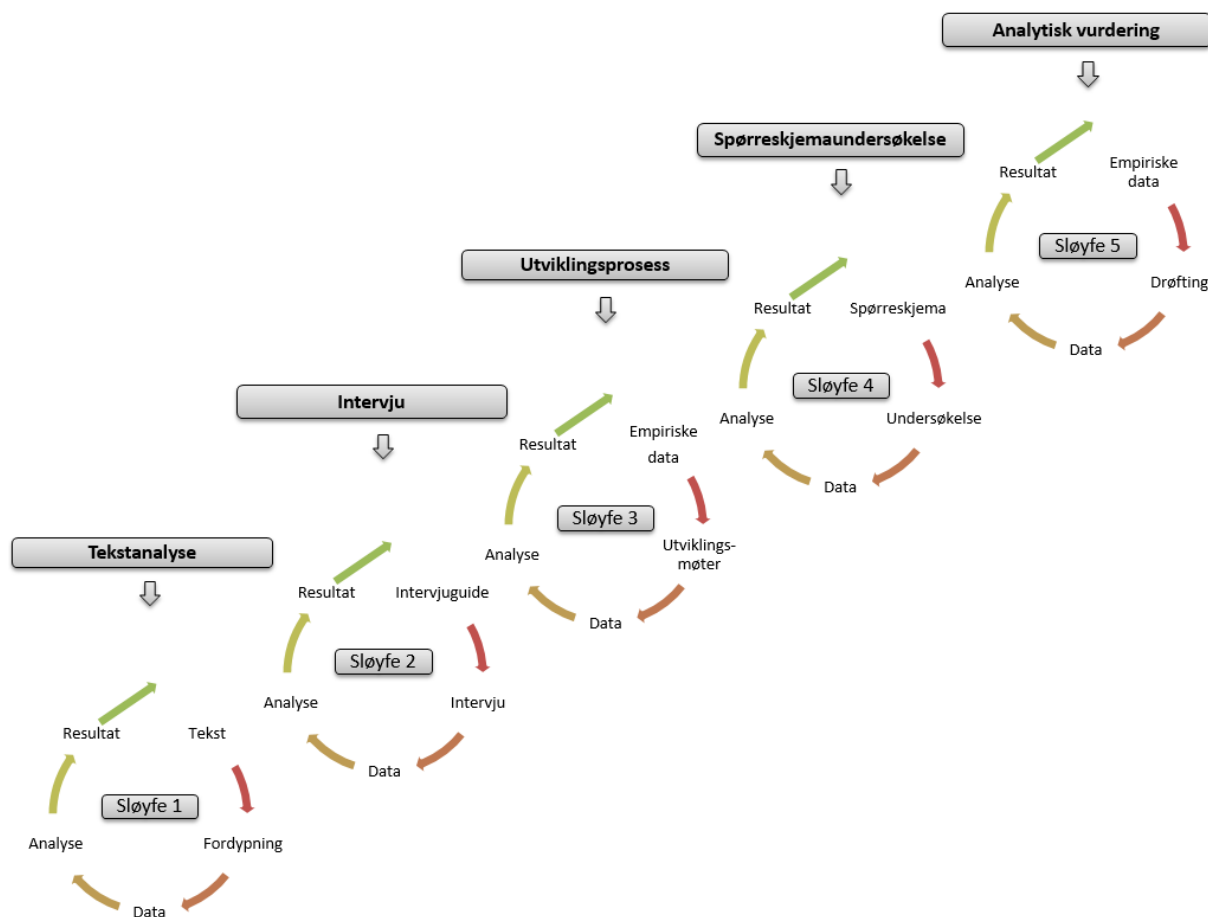 Analytisk vurdering
Resultat
Empiriske
data
Sløyfe 5
Analyse
Drøfting
Data
Spørreskjemaundersøkelse
Resultat
Spørreskjema
Sløyfe 4
Analyse
Undersøkelse
Data
Utviklingsprosess
Resultat
Empiriske
data
Sløyfe 3
Analyse
Utviklings-
møter
Data
Intervju
Resultat
Intervjuguide
Sløyfe 2
Analyse
Intervju
Data
Tekstanalyse
Resultat
Tekst
Sløyfe 1
Analyse
Fordypning
Data